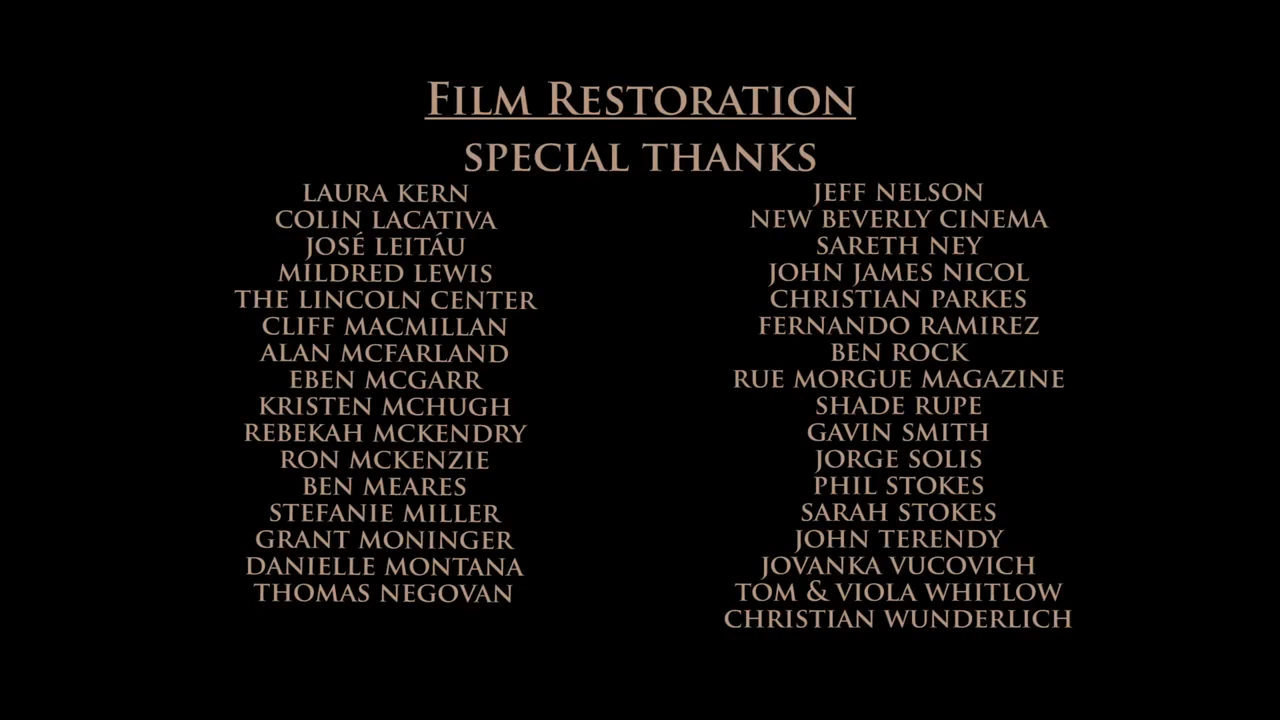 FILM RESTORATION
SPECIAL THANKS
LAURA KERN
COLIN LACATIVA
JOSÉ LEITÁU
MILDRED LEWIS
THE LINCOLN CENTER
CLIFF MACMILLAN
ALAN MCFARLAND
EBEN MCGARR
KRISTEN MCHUGH
REBEKAH MCKENDRY
RON MCKENZIE
BEN MEARES
STEFANIE MILLER
GRANT MONINGER
DANIELLE MONTANA
THOMAS NEGOVAN
JEFF NELSON
NEW BEVERLY CINEMA
SARETH NEY
JOHN JAMES NICOL
CHRISTIAN PARKES
FERNANDO RAMIREZ
BEN ROCK
RUE MORGUE MAGAZINE
SHADE RUPE
GAVIN SMITH
JORGE SOLIS
PHIL STOKES
SARAH STOKES
JOHN TERENDY
JOVANKA VUCOVICH
TOM & VIOLA WHITLOW
CHRISTIAN WUNDERLICH